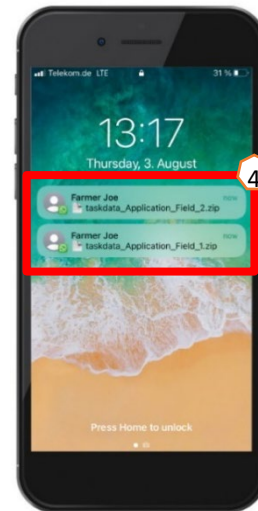 Telekom.de LTE 31 %
13:17
Thursday, 3. August
4
Farmer Joe now
taskdata_Application_Field_2.zip
Farmer Joe now
taskdata_Application_Field_1.zip
Press Home to unlock